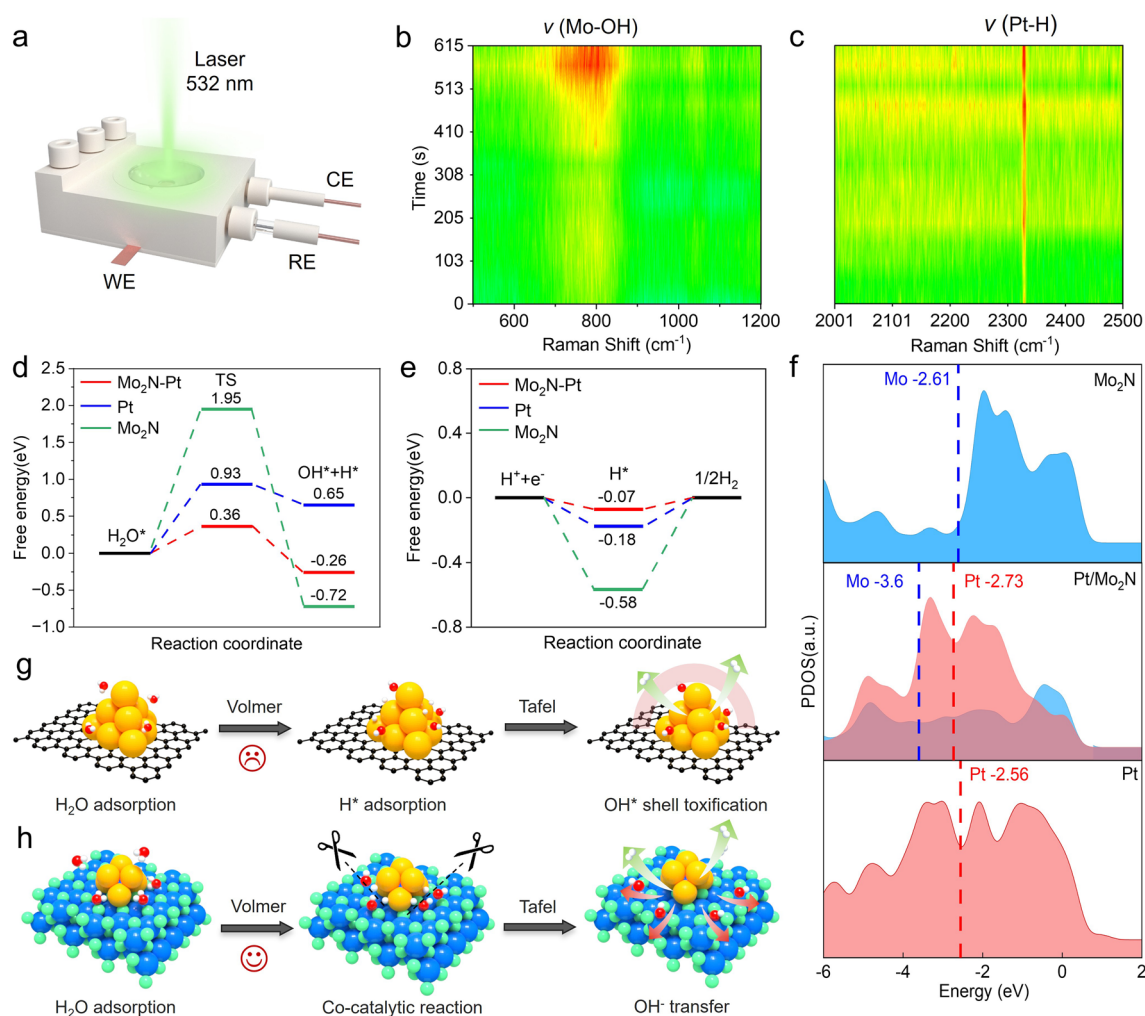 a
Laser
532 nm
CE
RE
WE
b
ν (Mo-OH)
615
513
410
308
205
103
0
Time (s)
600
800
1000
1200
Raman Shift (cm⁻¹)
c
ν (Pt-H)
2001
2101
2200
2300
2400
2500
Raman Shift (cm⁻¹)
d
2.5
2.0
1.5
1.0
0.5
0.0
−0.5
−1.0
Free energy(eV)
Mo₂N-Pt
Pt
Mo₂N
TS
1.95
0.93
0.36
H₂O*
OH*+H*
0.65
-0.26
-0.72
Reaction coordinate
e
0.8
0.4
0.0
-0.4
-0.8
Free energy(eV)
Mo₂N-Pt
Pt
Mo₂N
H⁺+e⁻
H*
1/2H₂
-0.07
-0.18
-0.58
Reaction coordinate
f
Mo -2.61
Mo₂N
Mo -3.6
Pt -2.73
Pt/Mo₂N
Pt -2.56
Pt
PDOS(a.u.)
-6
-4
-2
0
2
Energy (eV)
g
Volmer
Tafel
H₂O adsorption
H* adsorption
OH* shell toxification
h
Volmer
Tafel
H₂O adsorption
Co-catalytic reaction
OH⁻ transfer